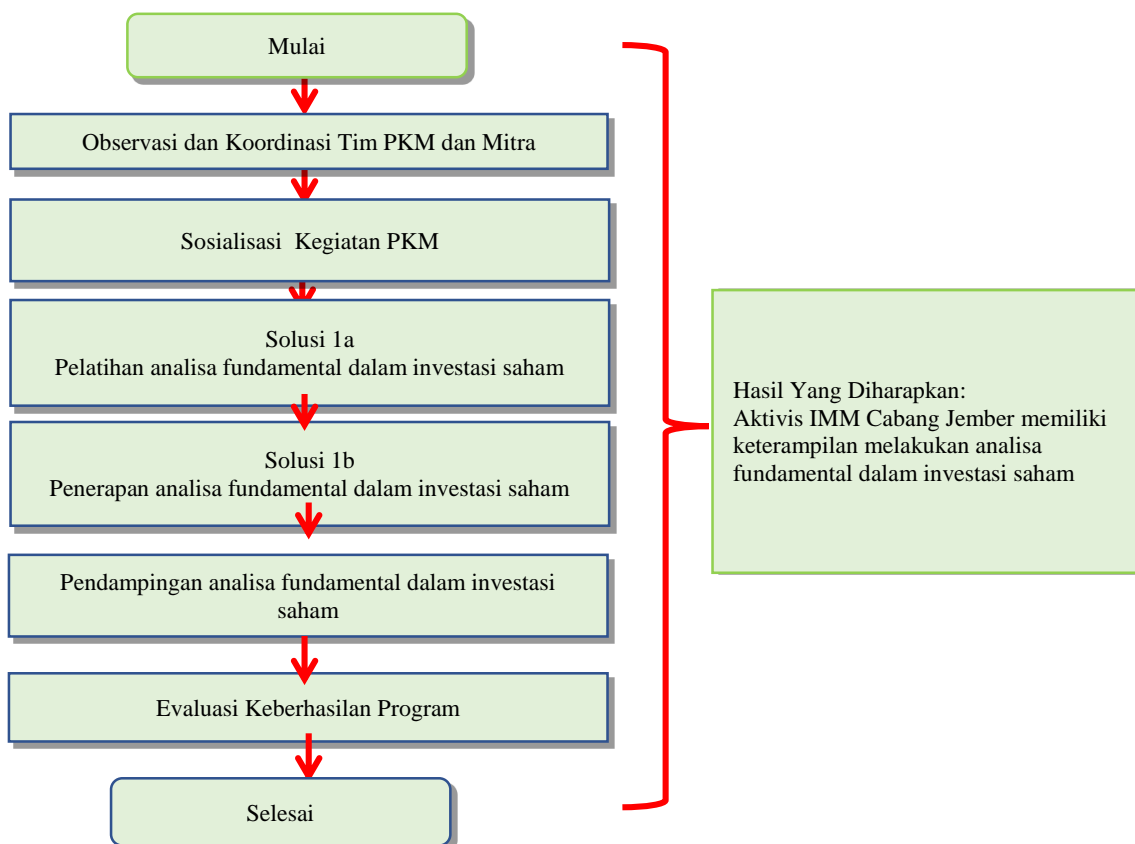 Mulai
Observasi dan Koordinasi Tim PKM dan Mitra
Sosialisasi  Kegiatan PKM
Solusi 1a
Pelatihan analisa fundamental dalam investasi saham
Solusi 1b
Penerapan analisa fundamental dalam investasi saham
Pendampingan analisa fundamental dalam investasi
saham
Evaluasi Keberhasilan Program
Selesai
Hasil Yang Diharapkan:
Aktivis IMM Cabang Jember memiliki
keterampilan melakukan analisa
fundamental dalam investasi saham